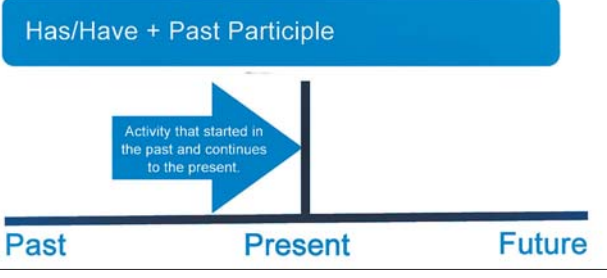 Has/Have + Past Participle
Activity that started in
the past and continues
to the present.
Past Present Future